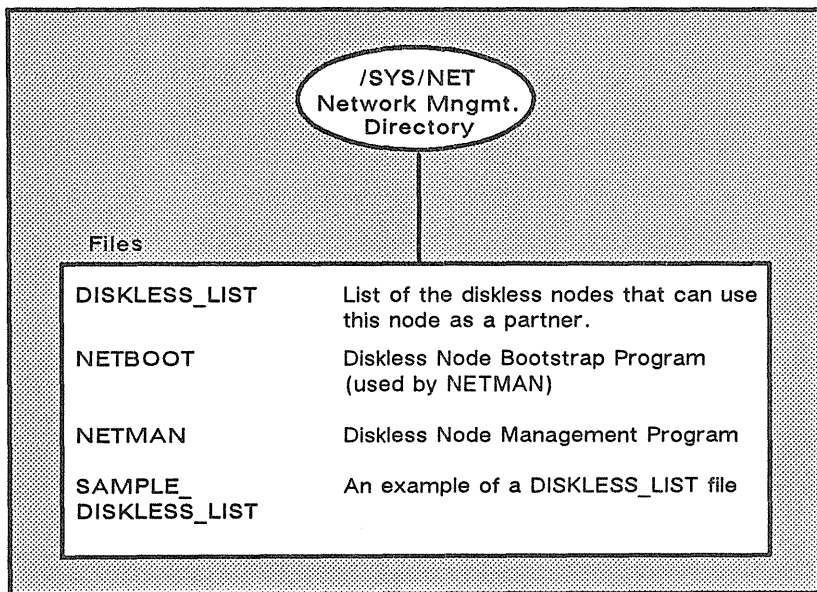 /SYS/NET
Network Mngmt.
Directory
Files
DISKLESS_LIST List of the diskless nodes that can use
this node as a partner.
NETBOOT Diskless Node Bootstrap Program
(used by NETMAN)
NETMAN Diskless Node Management Program
SAMPLE_ An example of a DISKLESS_LIST file
DISKLESS_LIST